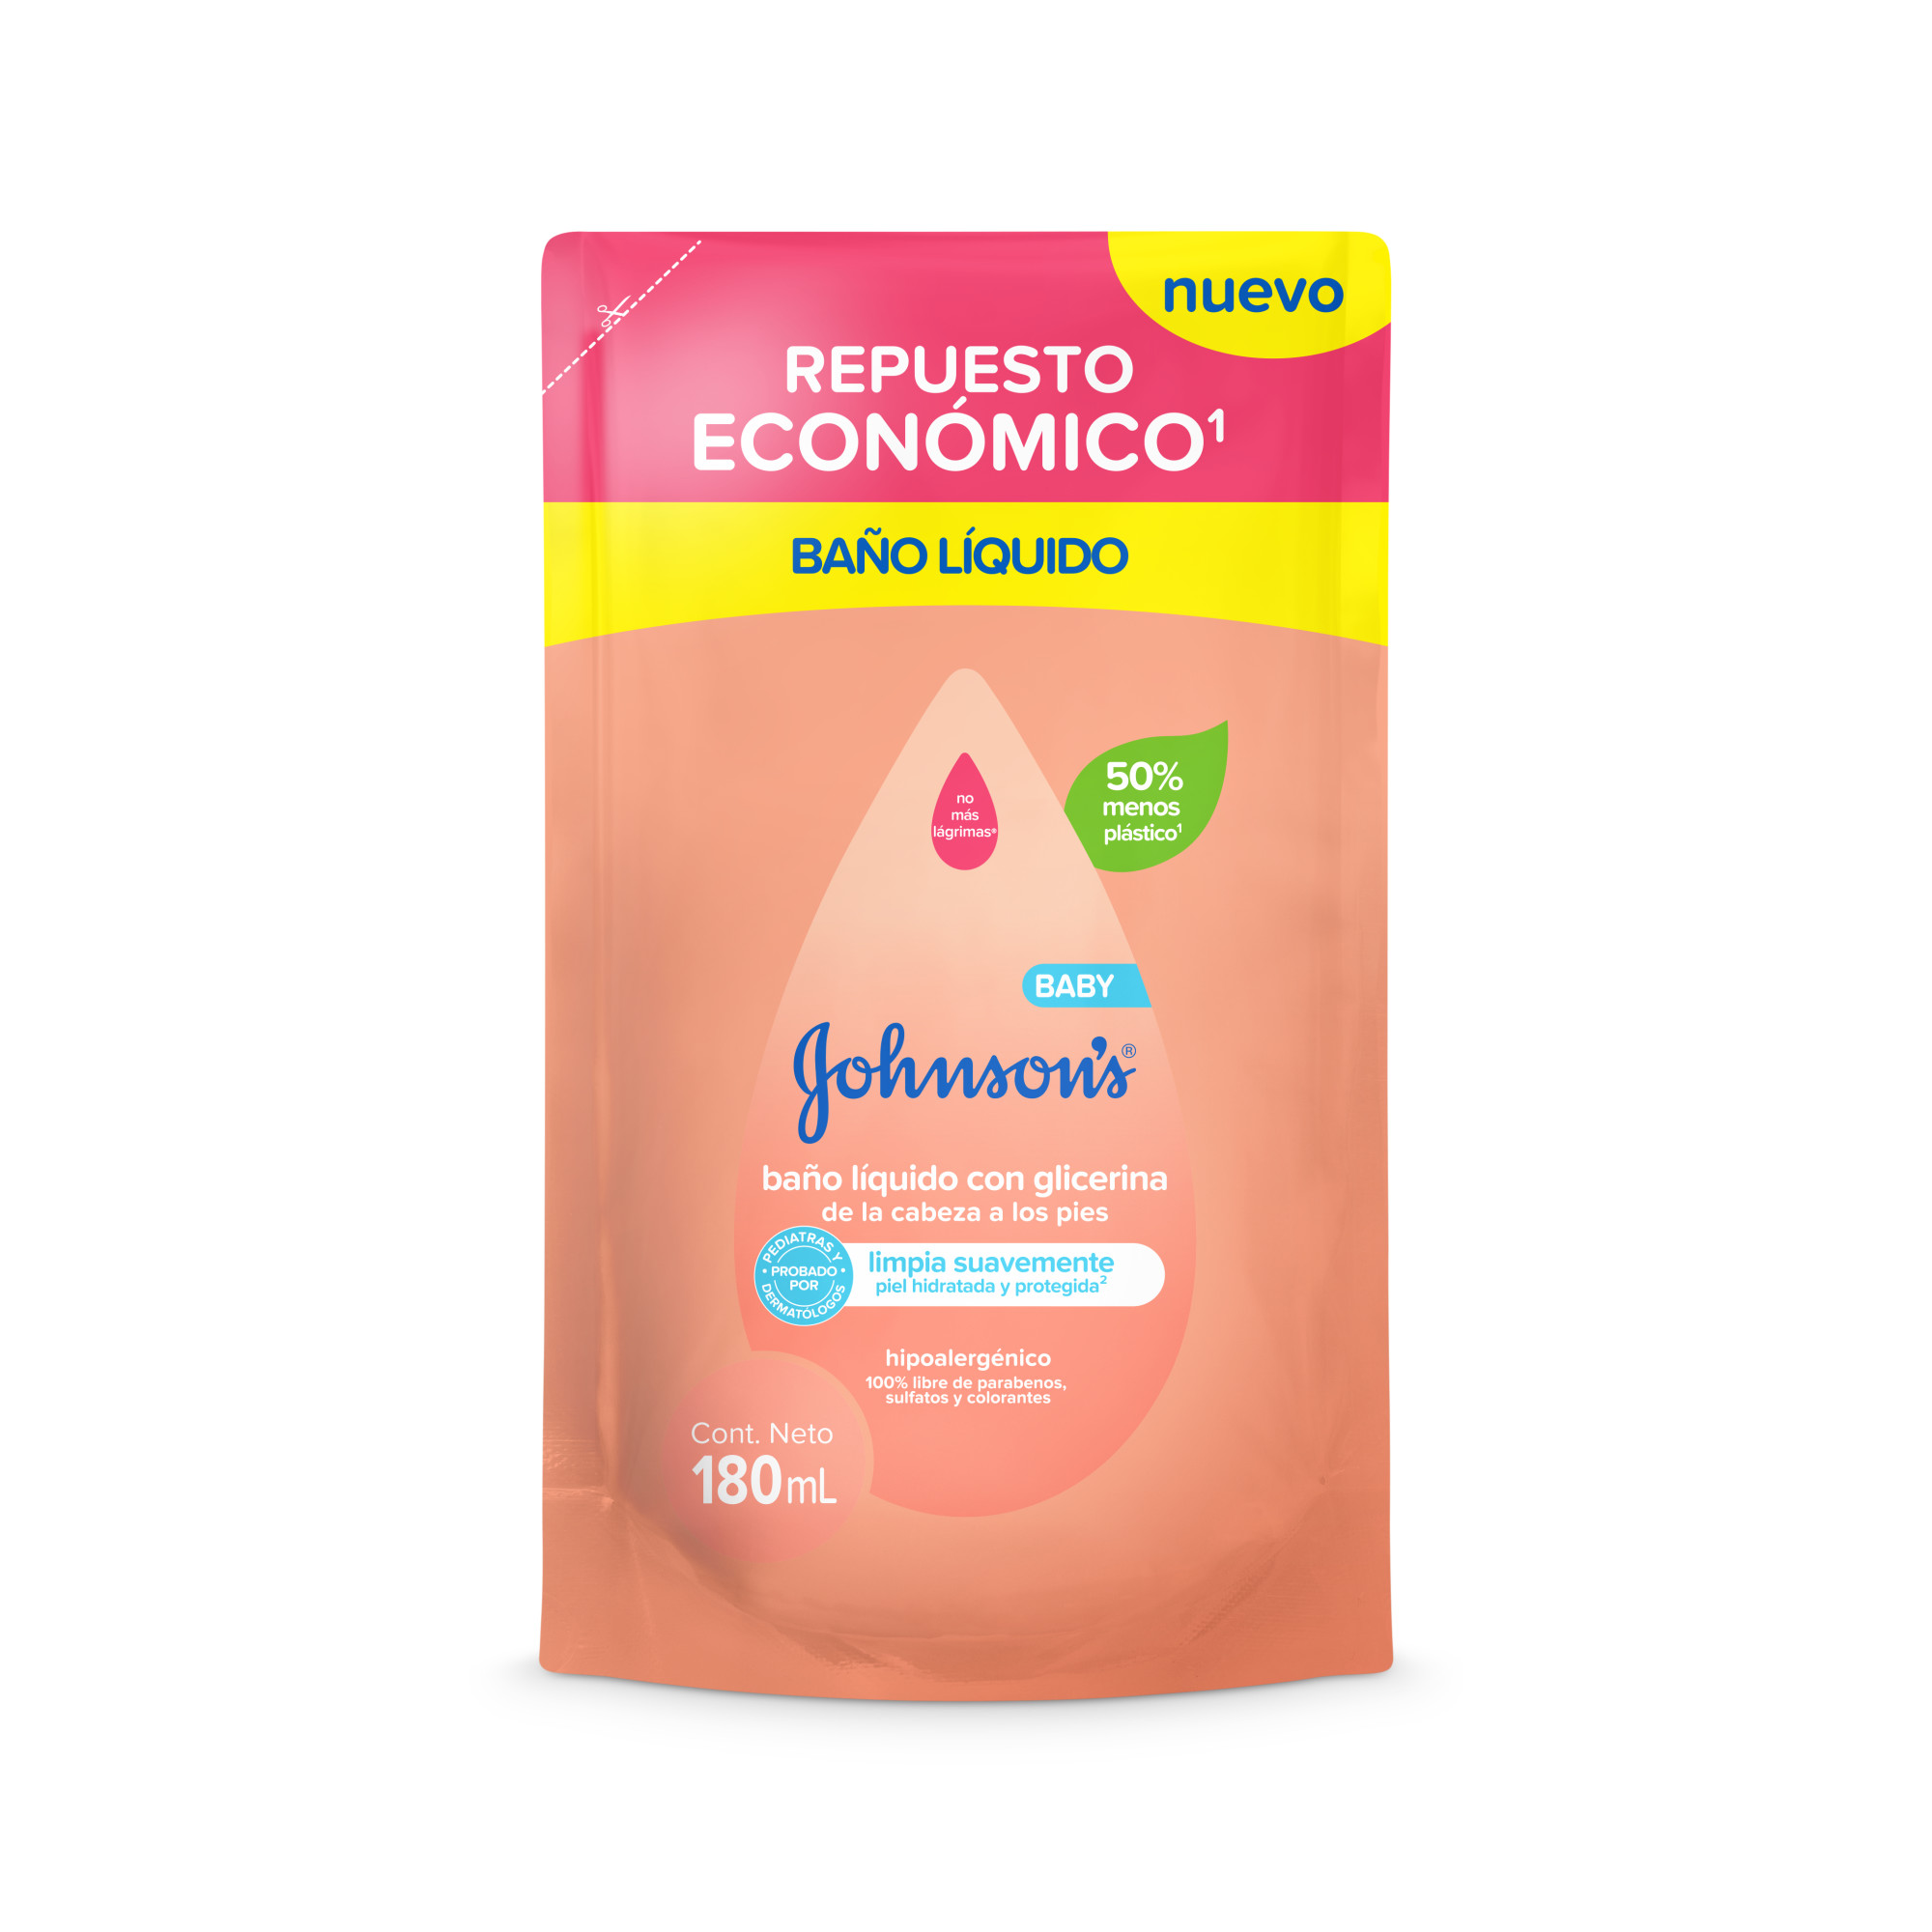 nuevo
REPUESTO
ECONÓMICO¹
BAÑO LÍQUIDO
no
más
lágrimas®
50%
menos
plástico¹
BABY
Johnson's®
baño líquido con glicerina
de la cabeza a los pies
PEDIATRAS Y
• PROBADO •
POR
DERMATÓLOGOS
limpia suavemente
piel hidratada y protegida²
hipoalergénico
100% libre de parabenos,
sulfatos y colorantes
Cont. Neto
180mL